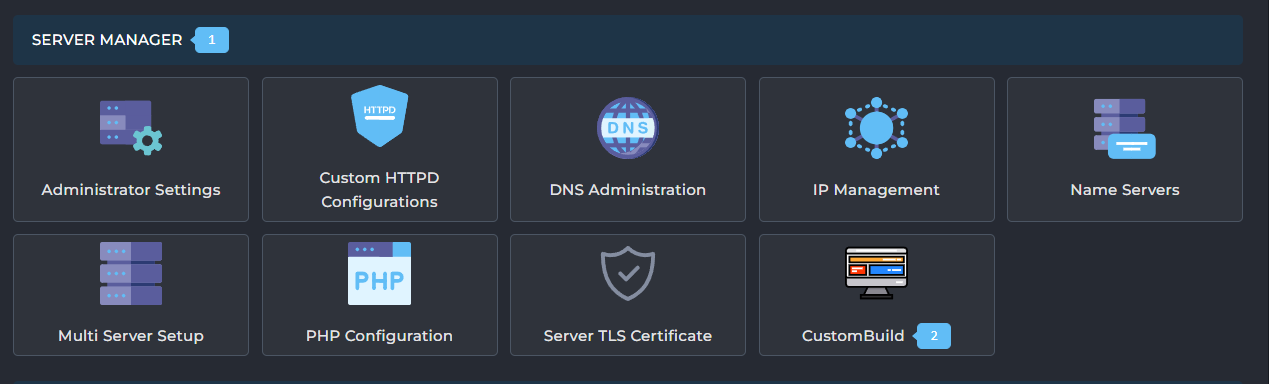 SERVER MANAGER 1
HTTPD
DNS
Administrator Settings
Custom HTTPD
Configurations
DNS Administration
IP Management
Name Servers
PHP
Multi Server Setup
PHP Configuration
Server TLS Certificate
CustomBuild 2